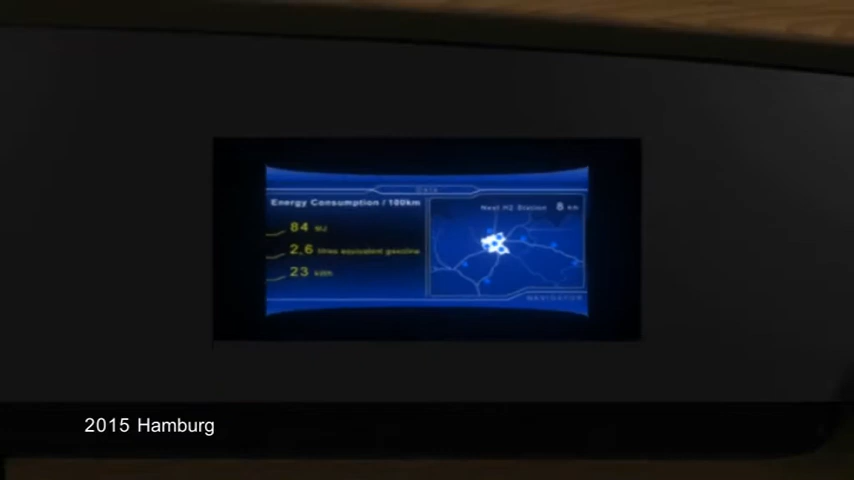 Data
Energy Consumption / 100km
84 MJ
2,6 litres equivalent gasoline
23 kWh
Next H2 Station 8 km
NAVIGATOR
2015 Hamburg